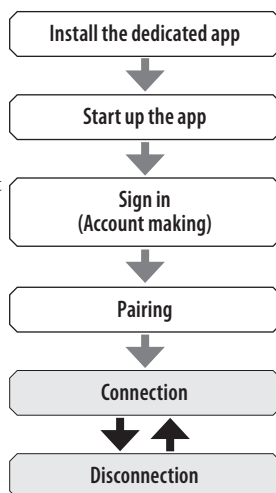 Install the dedicated app
Start up the app
Sign in
(Account making)
Pairing
Connection
Disconnection